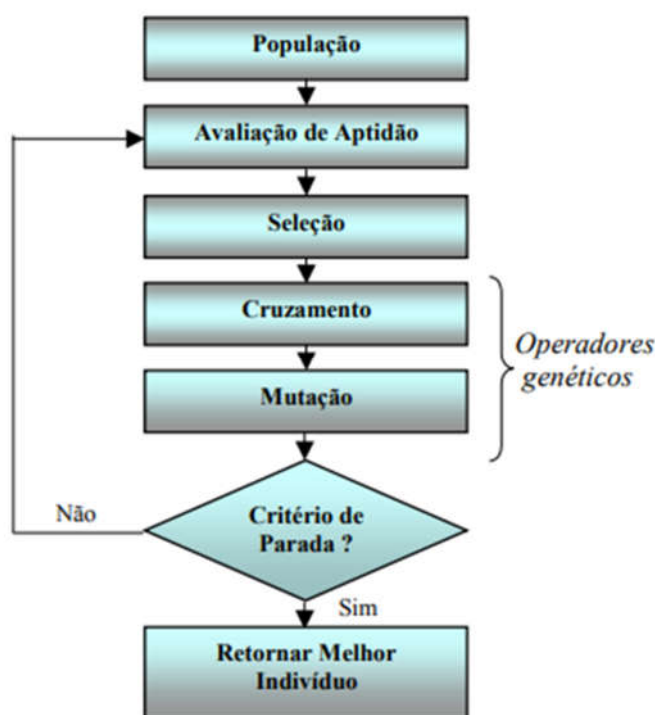 População
Avaliação de Aptidão
Seleção
Cruzamento
Operadores
genéticos
Mutação
Não
Critério de
Parada ?
Sim
Retornar Melhor
Indivíduo